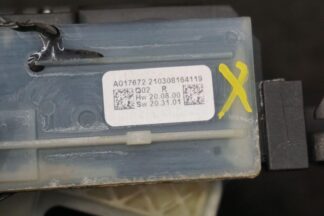 A017672 210308164119
Q02 R
Hw 20.08.00
Sw 20.31.01
X